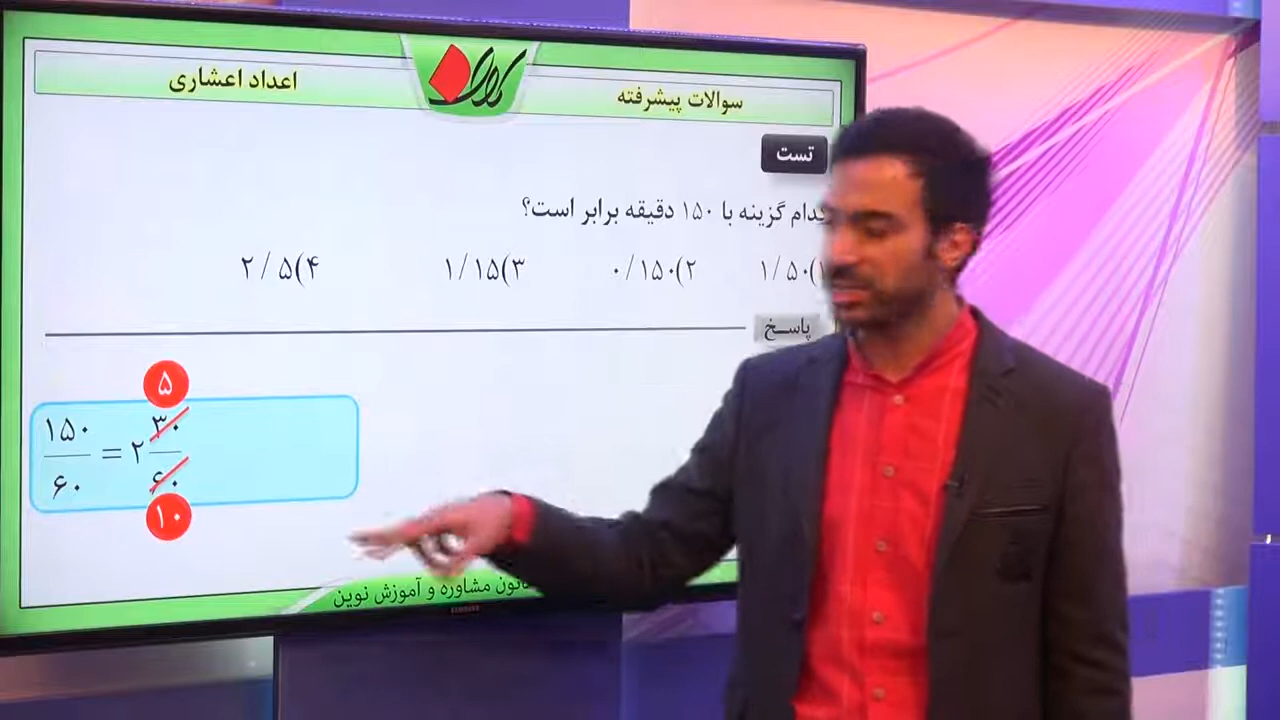 سوالات پیشرفته
اعداد اعشاری
تست
کدام گزینه با ۱۵۰ دقیقه برابر است؟
۱) ۱/۵۰ ۲) ۰/۱۵۰ ۳) ۱/۱۵ ۴) ۲/۵
پاسخ
۵
۱۵۰/۶۰ = ۲ ۳۰/۶۰
۱۰
مشاوره و آموزش نوین
SAMSUNG